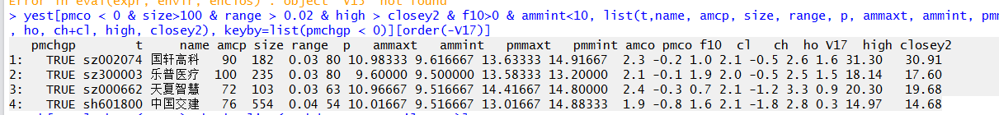 Error in eval(expr, envir, enclos) : object 'V15' not found
> yest[pmco < 0 & size>100 & range > 0.02 & high > closey2 & f10>0 & ammint<10, list(t,name, amcp, size, range, p, ammaxt, ammint, pmm
, ho, ch+cl, high, closey2), keyby=list(pmchgp < 0)][order(-V17)]
pmchgp t name amcp size range p ammaxt ammint pmmaxt pmmint amco pmco f10 cl ch ho V17 high closey2
1: TRUE sz002074 国轩高科 90 182 0.03 80 10.98333 9.616667 13.63333 14.91667 2.3 -0.2 1.0 2.1 -0.5 2.6 1.6 31.30 30.91
2: TRUE sz300003 乐普医疗 100 235 0.03 80 9.60000 9.500000 13.58333 13.20000 2.1 -0.1 1.9 2.0 -0.5 2.5 1.5 18.14 17.60
3: TRUE sz000662 天夏智慧 72 103 0.03 63 10.96667 9.516667 14.41667 14.80000 2.4 -0.3 0.7 2.1 -1.2 3.3 0.9 20.30 19.68
4: TRUE sh601800 中国交建 76 554 0.04 54 10.01667 9.516667 13.01667 14.88333 1.9 -0.8 1.6 2.1 -1.8 2.8 0.3 14.97 14.68